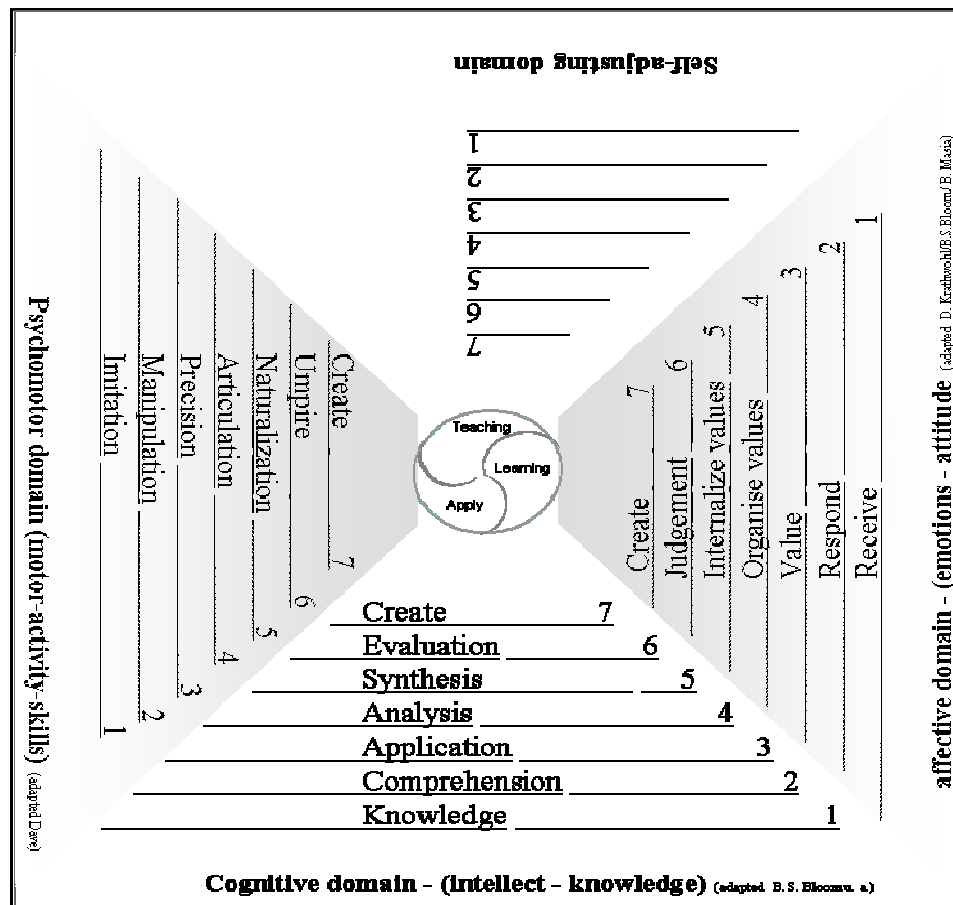 Self-adjusting domain
1
2
3
4
5
6
7
Psychomotor domain (motor-activity-skills) (adapted Dave)
Imitation 1
Manipulation 2
Precision 3
Articulation 4
Naturalization 5
Umpire 6
Create 7
Teaching
Learning
Apply
Create 7
Judgement 6
Internalize values 5
Organise values 4
Value 3
Respond 2
Receive 1
affective domain - (emotions - attitude (adapted D. Krathwohl/B.S.Bloom/ B. Masia)
Create 7
Evaluation 6
Synthesis 5
Analysis 4
Application 3
Comprehension 2
Knowledge 1
Cognitive domain - (intellect - knowledge) (adapted B.S. Bloom u. a.)